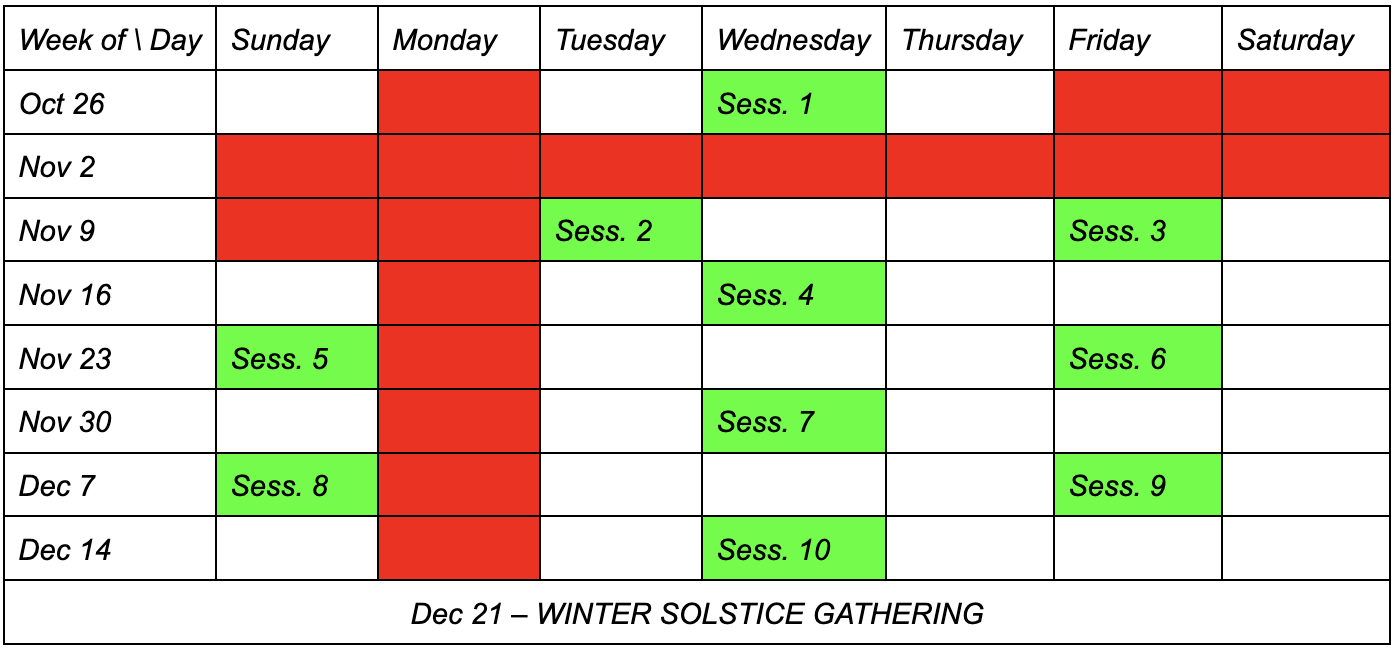 Week of \ Day Sunday Monday Tuesday Wednesday Thursday Friday Saturday
Oct 26 Sess. 1
Nov 2
Nov 9 Sess. 2 Sess. 3
Nov 16 Sess. 4
Nov 23 Sess. 5 Sess. 6
Nov 30 Sess. 7
Dec 7 Sess. 8 Sess. 9
Dec 14 Sess. 10
Dec 21 – WINTER SOLSTICE GATHERING